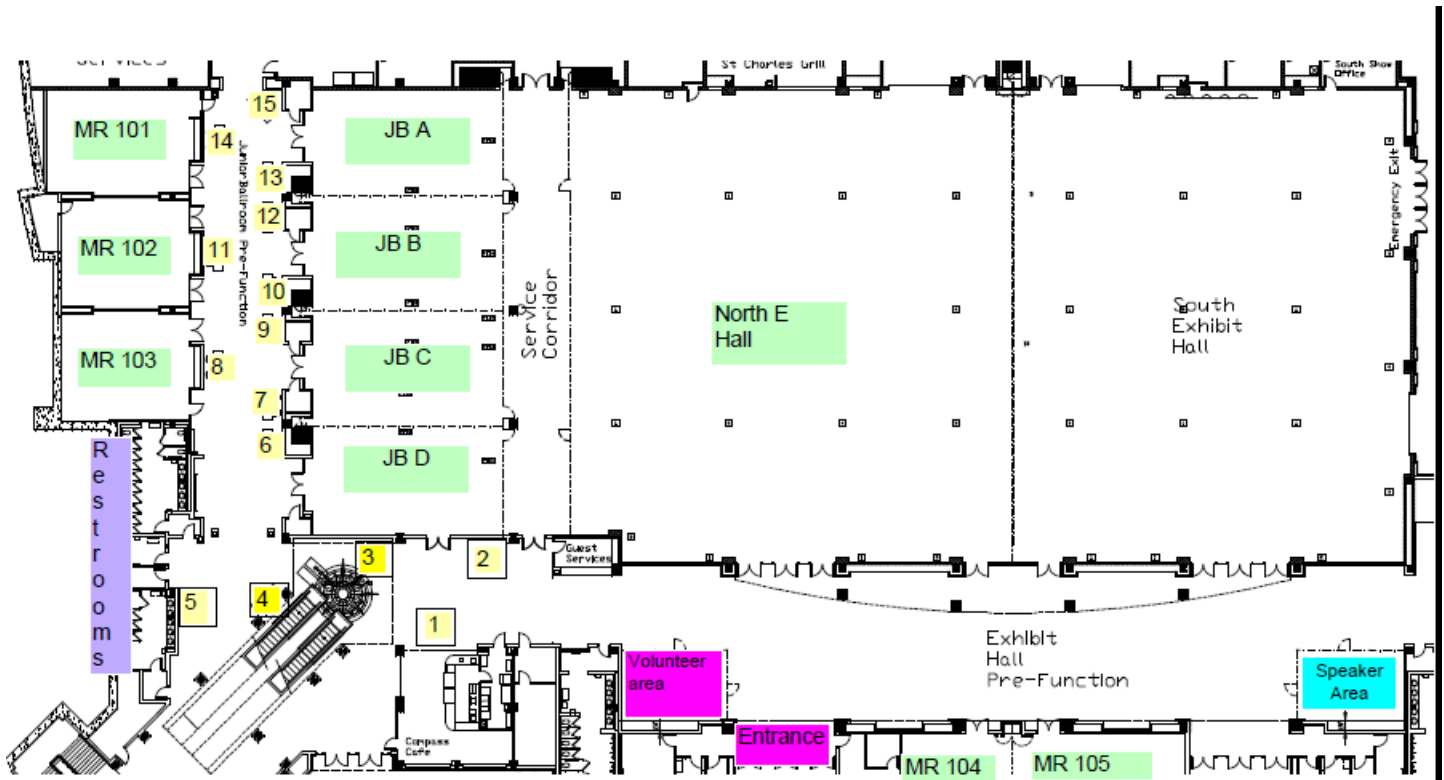 Services
St Charles Grill
South Show
Office
15
MR 101
JB A
14
Junior Ballroom Pre-Function
13
12
MR 102
11
JB B
Emergency Exit
10
Service
Corridor
North E
Hall
South
Exhibit
Hall
9
MR 103
8
JB C
7
6
JB D
Restrooms
3
2
Guest
Services
4
5
1
Exhibit
Hall
Pre-Function
Volunteer
area
Speaker
Area
Entrance
Compass
Cafe
MR 104
MR 105